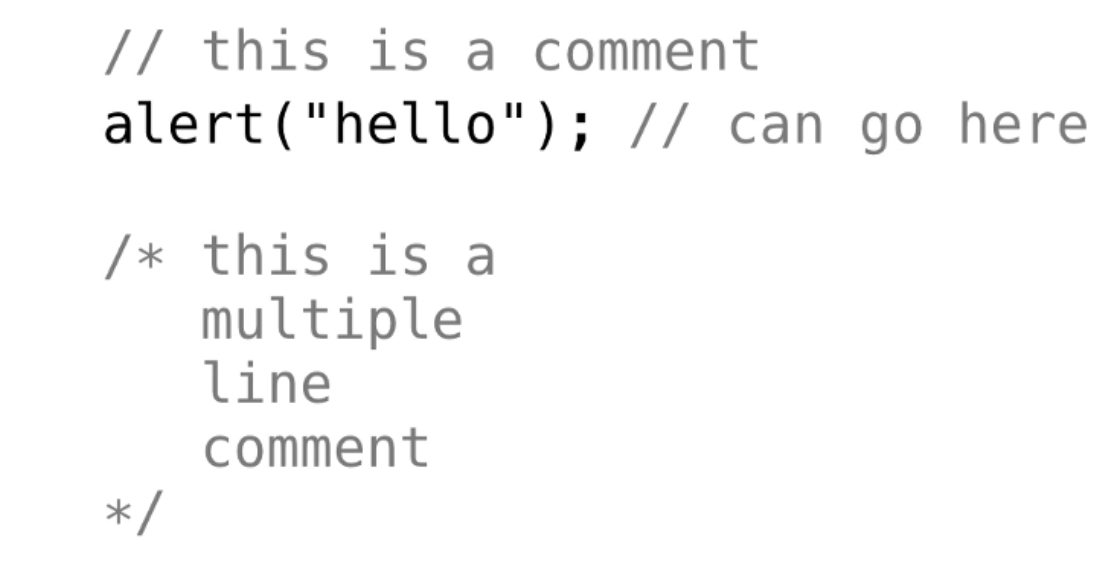 // this is a comment
alert("hello"); // can go here
/* this is a
multiple
line
comment
*/